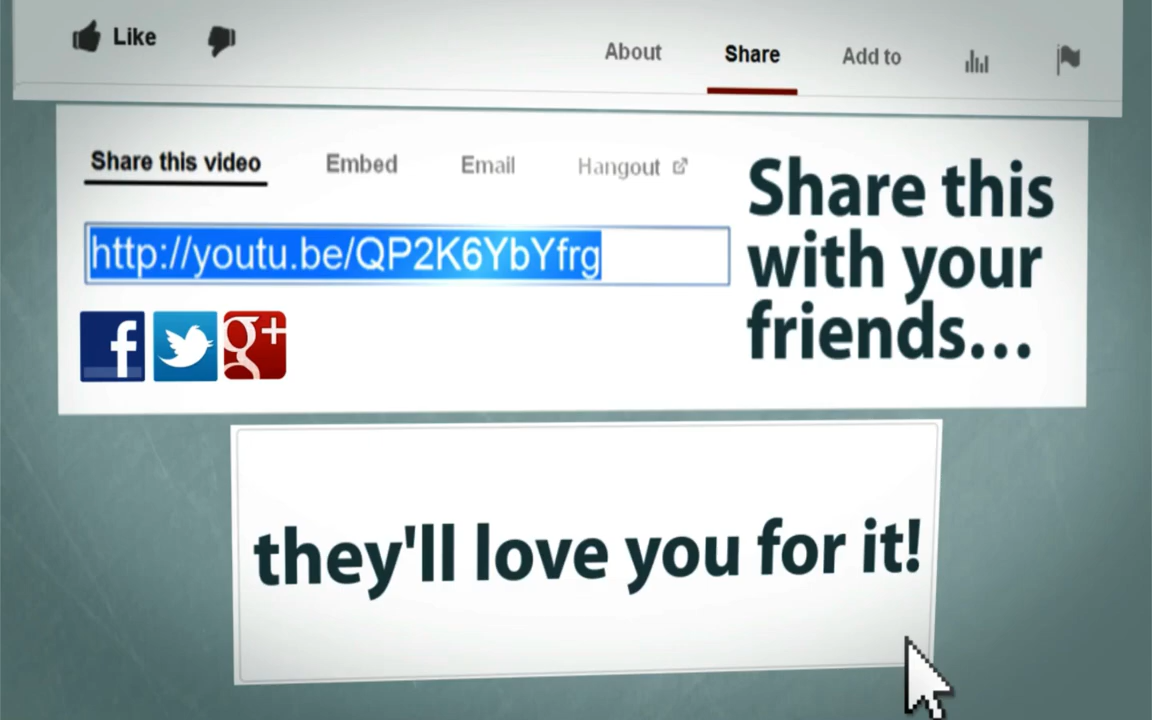 Like
About Share Add to
Share this video Embed Email Hangout
http://youtu.be/QP2K6YbYfrg
f g+
Share this
with your
friends...
they'll love you for it!